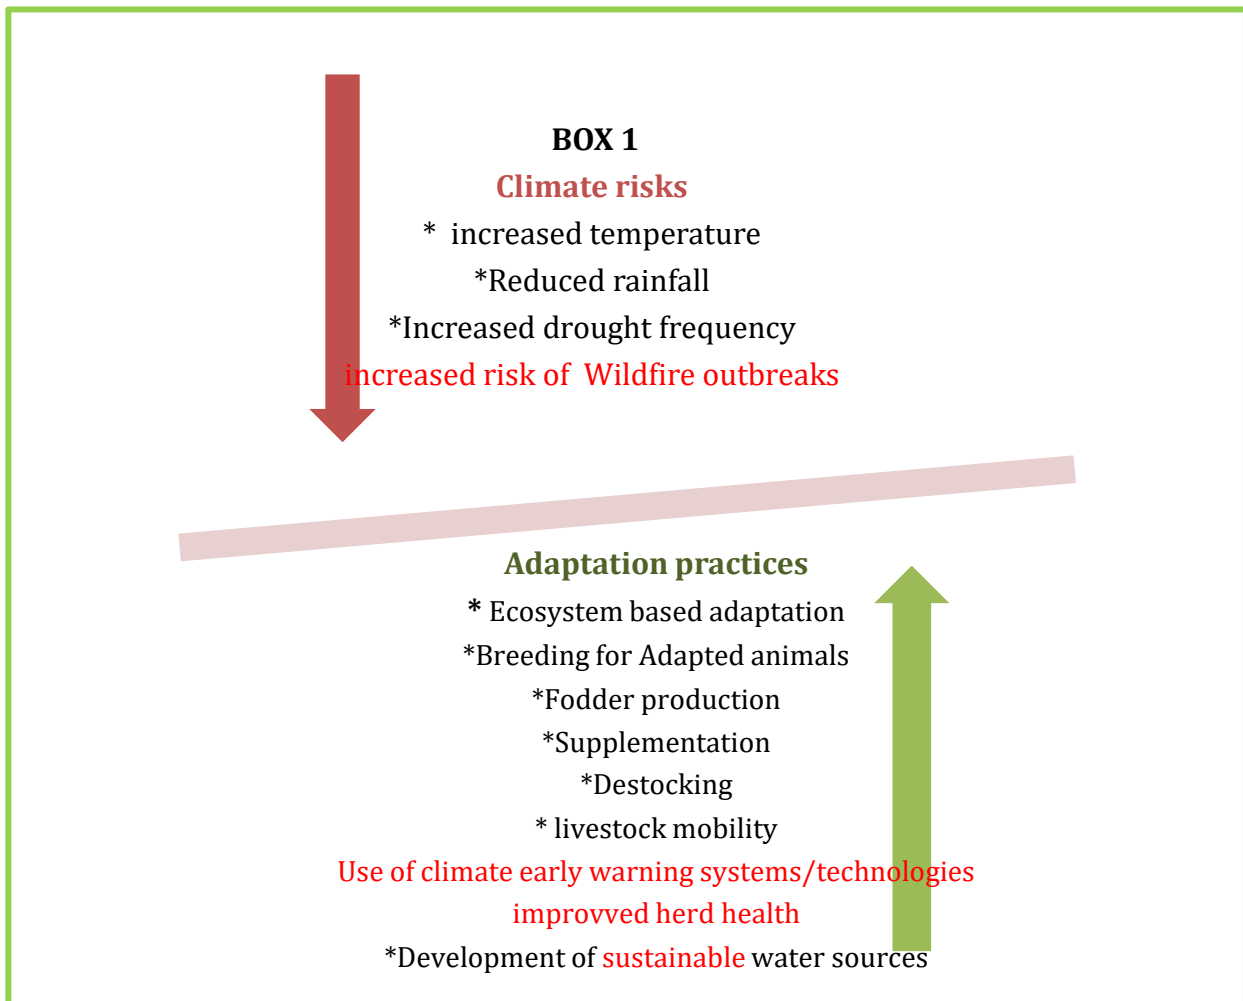 BOX 1
Climate risks
* increased temperature
*Reduced rainfall
*Increased drought frequency
increased risk of Wildfire outbreaks
Adaptation practices
* Ecosystem based adaptation
*Breeding for Adapted animals
*Fodder production
*Supplementation
*Destocking
* livestock mobility
Use of climate early warning systems/technologies
improvved herd health
*Development of sustainable water sources